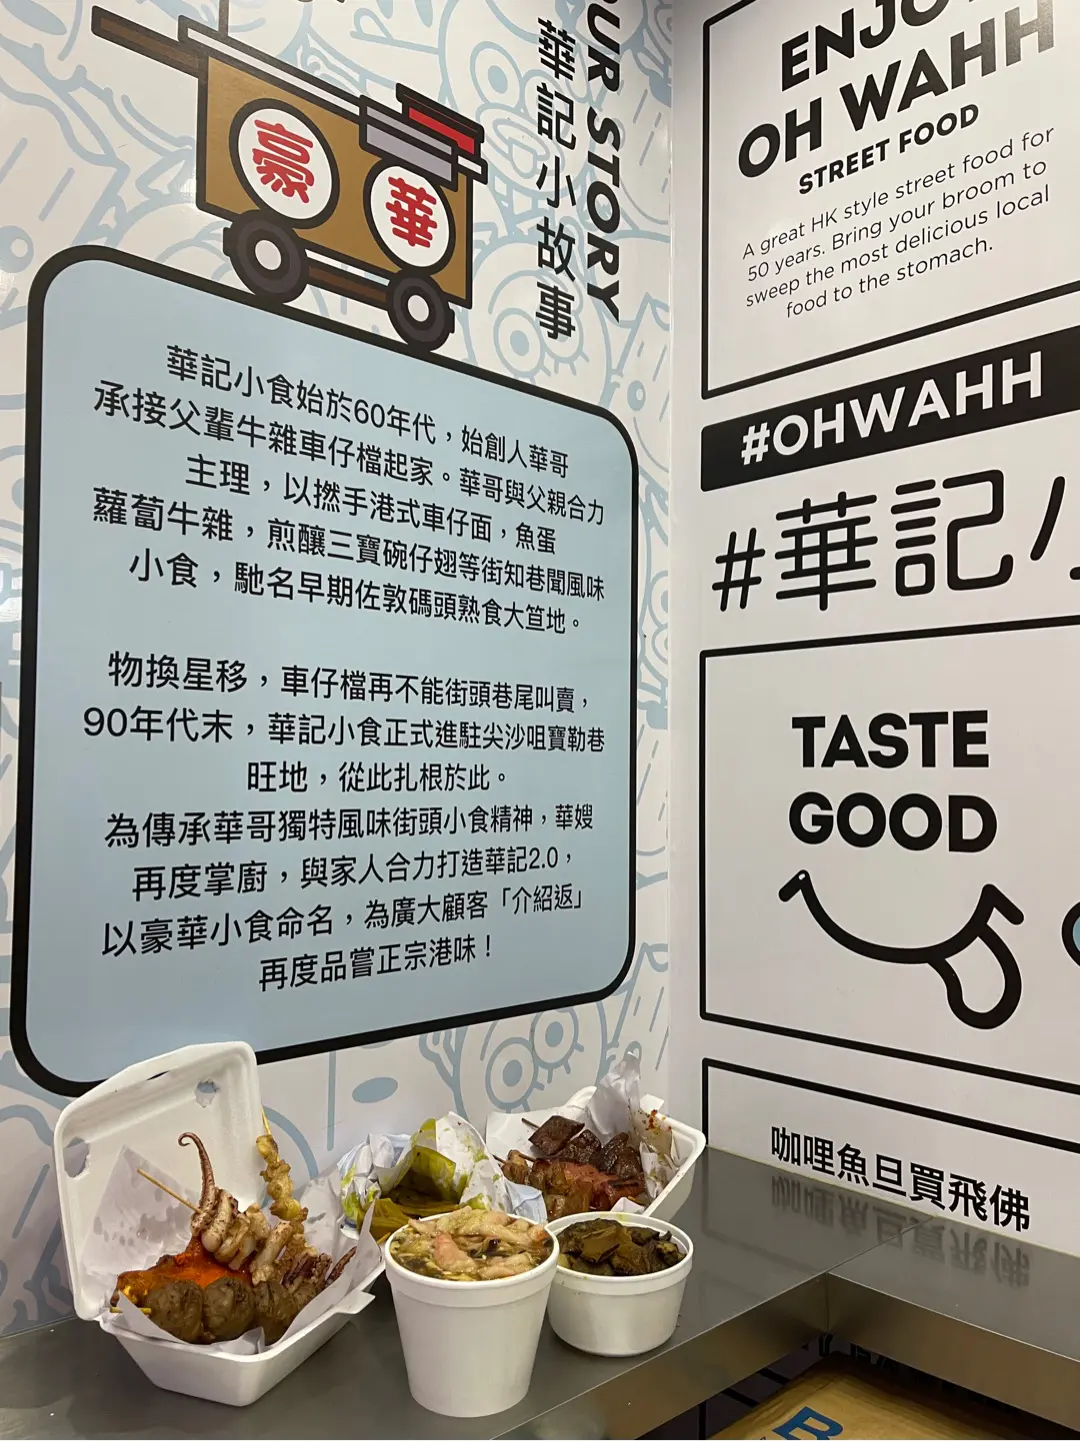 豪
華
OUR STORY
華記小故事
華記小食始於60年代，始創人華哥
承接父輩牛雜車仔檔起家。華哥與父親合力
主理，以撚手港式車仔面，魚蛋
蘿蔔牛雜，煎釀三寶碗仔翅等街知巷聞風味
小食，馳名早期佐敦碼頭熟食大笪地。
物換星移，車仔檔再不能街頭巷尾叫賣，
90年代末，華記小食正式進駐尖沙咀寶勒巷
旺地，從此扎根於此。
為傳承華哥獨特風味街頭小食精神，華嫂
再度掌廚，與家人合力打造華記2.0，
以豪華小食命名，為廣大顧客「介紹返」
再度品嘗正宗港味！
ENJOY
OH WAHH
STREET FOOD
A great HK style street food for
50 years. Bring your broom to
sweep the most delicious local
food to the stomach.
#OHWAHH
#華記小
TASTE
GOOD
咖哩魚旦買飛佛